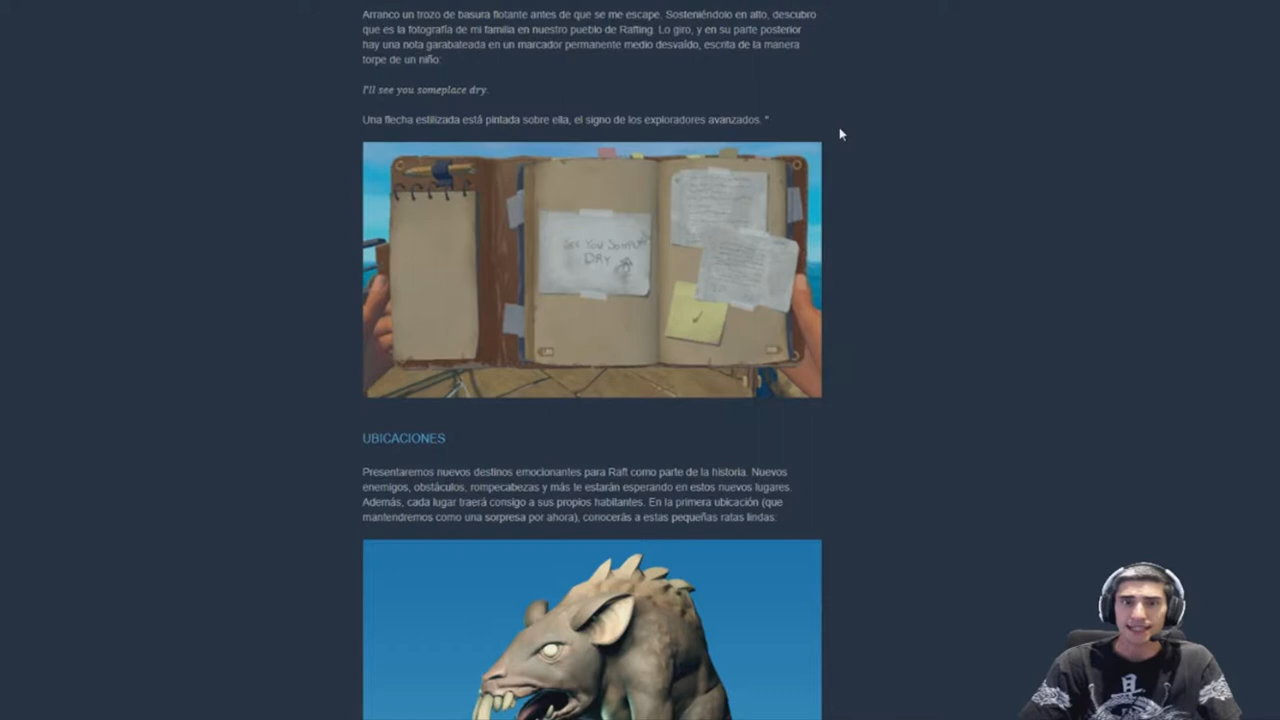 Arranco un trozo de basura flotante antes de que se me escape. Sosteniéndolo en alto, descubro
que es la fotografía de mi familia en nuestro pueblo de Rafting. Lo giro, y en su parte posterior
hay una nota garabateada en un marcador permanente medio desvaído, escrita de la manera
torpe de un niño:
I'll see you someplace dry.
Una flecha estilizada está pintada sobre ella, el signo de los exploradores avanzados. "
See You Somepl
DRY
UBICACIONES
Presentaremos nuevos destinos emocionantes para Raft como parte de la historia. Nuevos
enemigos, obstáculos, rompecabezas y más te estarán esperando en estos nuevos lugares.
Además, cada lugar traerá consigo a sus propios habitantes. En la primera ubicación (que
mantendremos como una sorpresa por ahora), conocerás a estas pequeñas ratas lindas:
旦